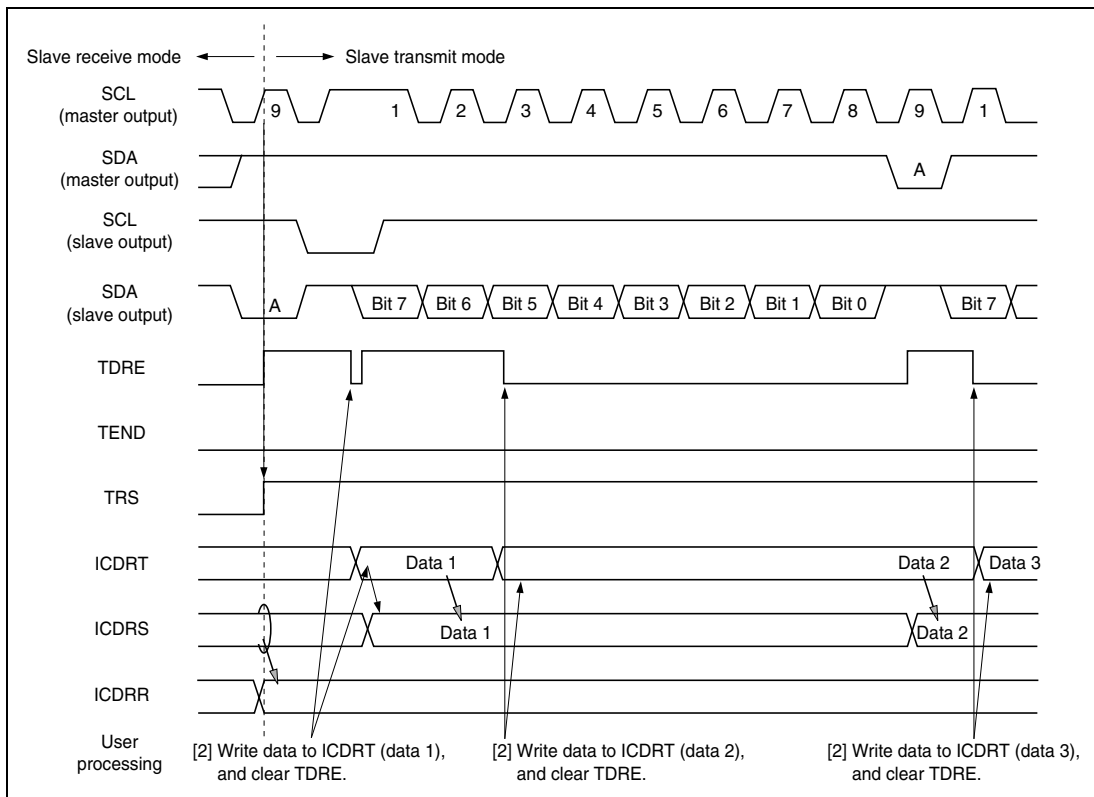 Slave receive mode
Slave transmit mode
SCL
(master output)
9 1 2 3 4 5 6 7 8 9 1
SDA
(master output)
A
SCL
(slave output)
SDA
(slave output)
A Bit 7 Bit 6 Bit 5 Bit 4 Bit 3 Bit 2 Bit 1 Bit 0 Bit 7
TDRE
TEND
TRS
ICDRT
Data 1 Data 2 Data 3
ICDRS
Data 1 Data 2
ICDRR
User
processing
[2] Write data to ICDRT (data 1),
and clear TDRE.
[2] Write data to ICDRT (data 2),
and clear TDRE.
[2] Write data to ICDRT (data 3),
and clear TDRE.